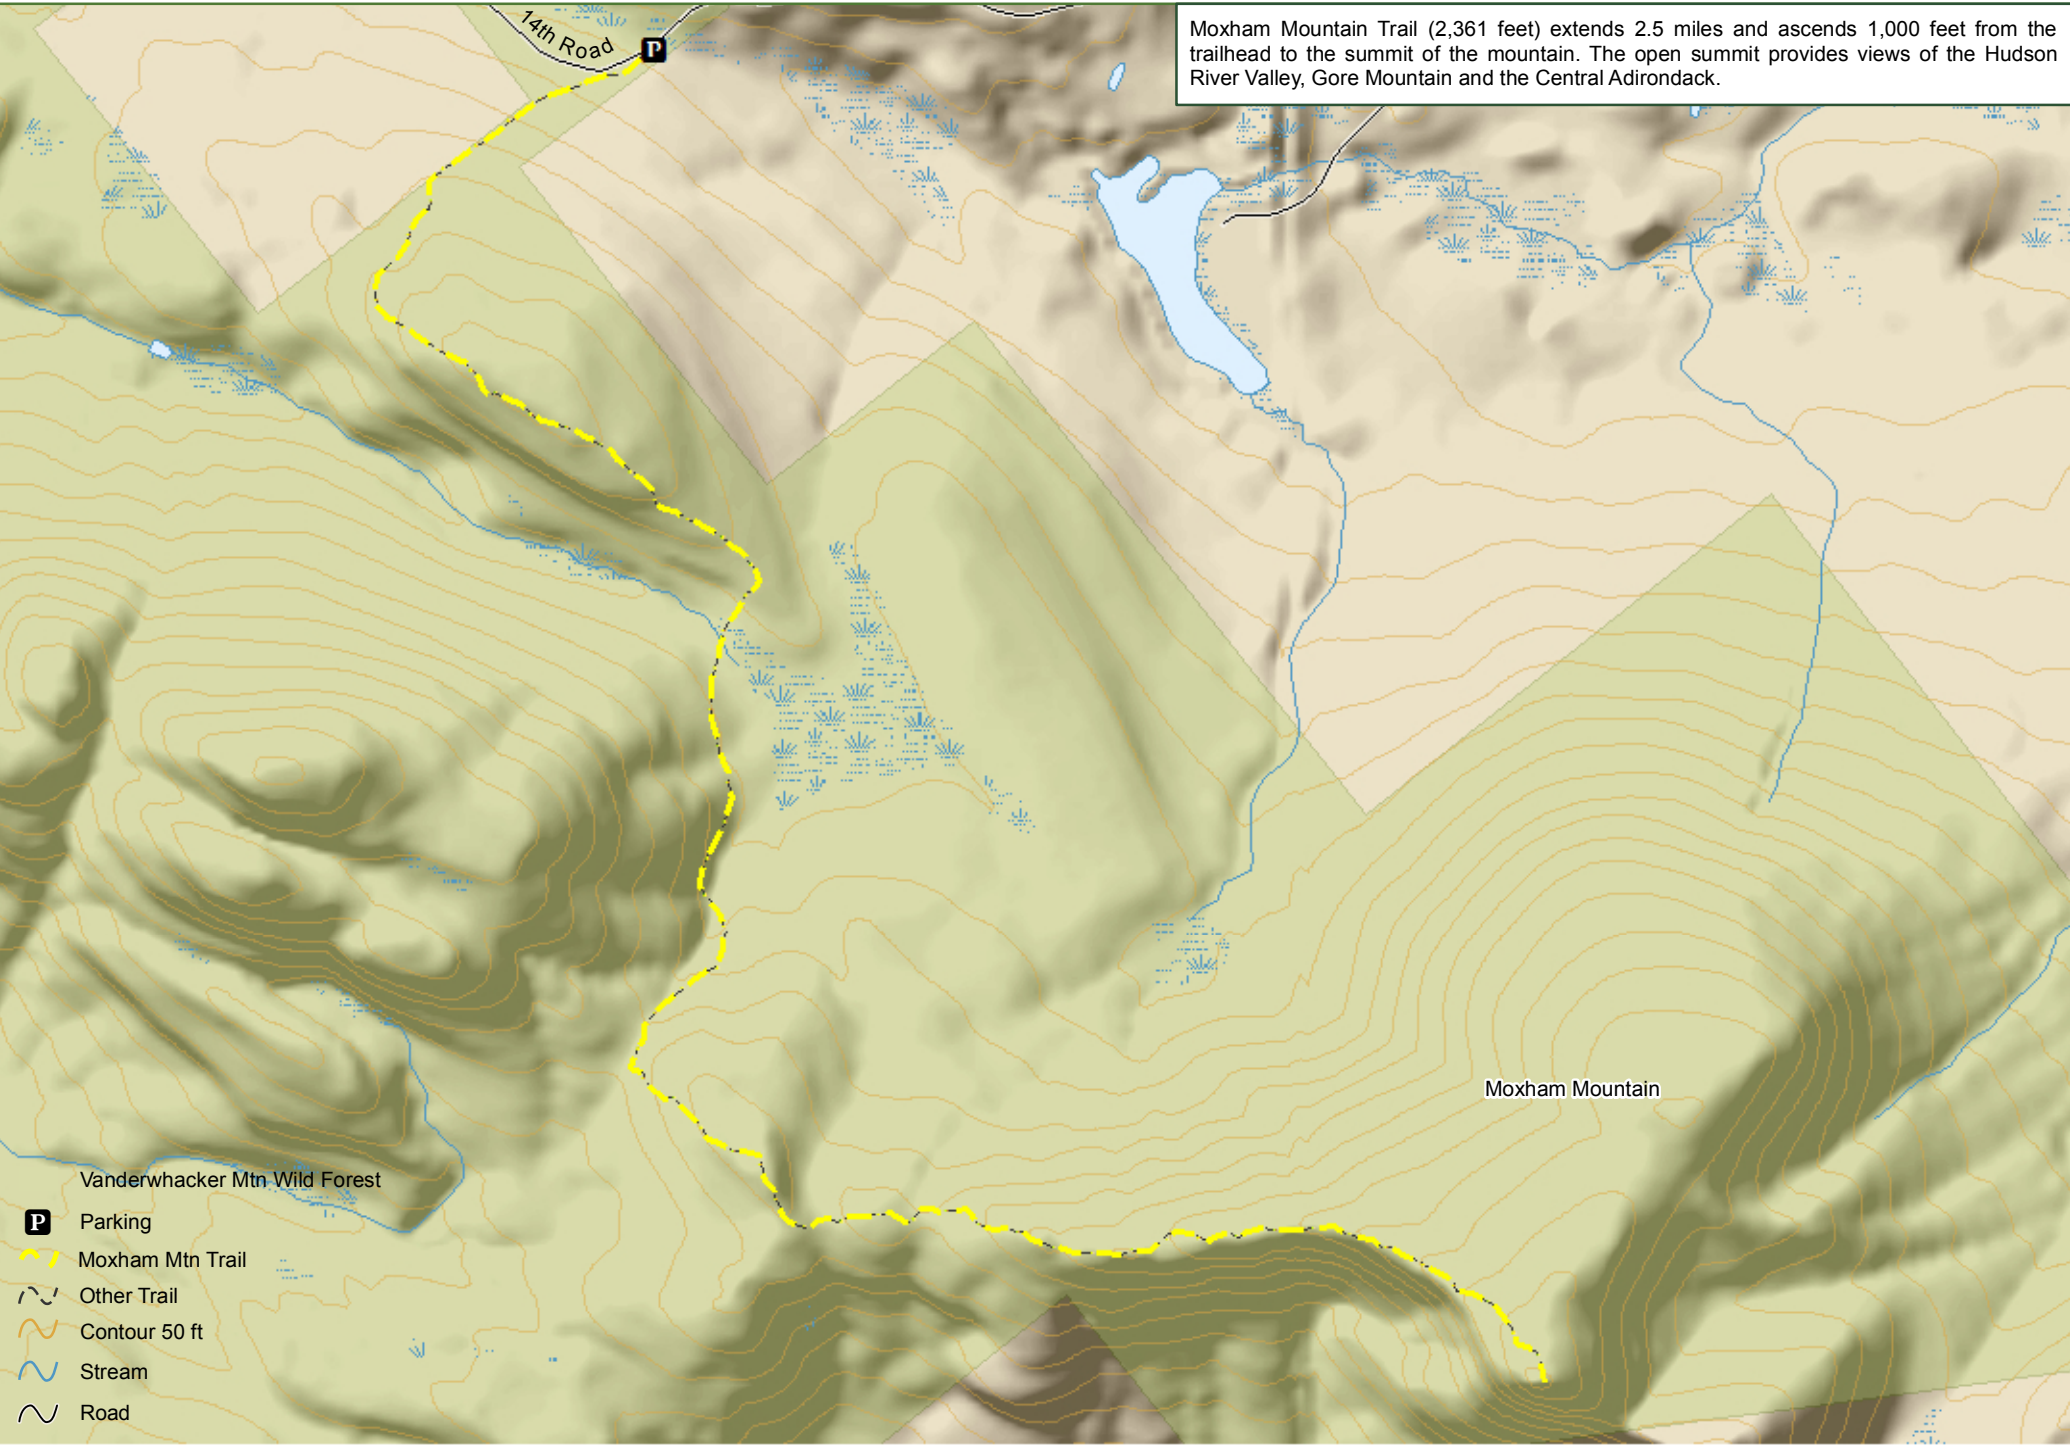 14th Road
P
Moxham Mountain Trail (2,361 feet) extends 2.5 miles and ascends 1,000 feet from the
trailhead to the summit of the mountain. The open summit provides views of the Hudson
River Valley, Gore Mountain and the Central Adirondack.
Moxham Mountain
Vanderwhacker Mtn Wild Forest
P Parking
Moxham Mtn Trail
Other Trail
Contour 50 ft
Stream
Road